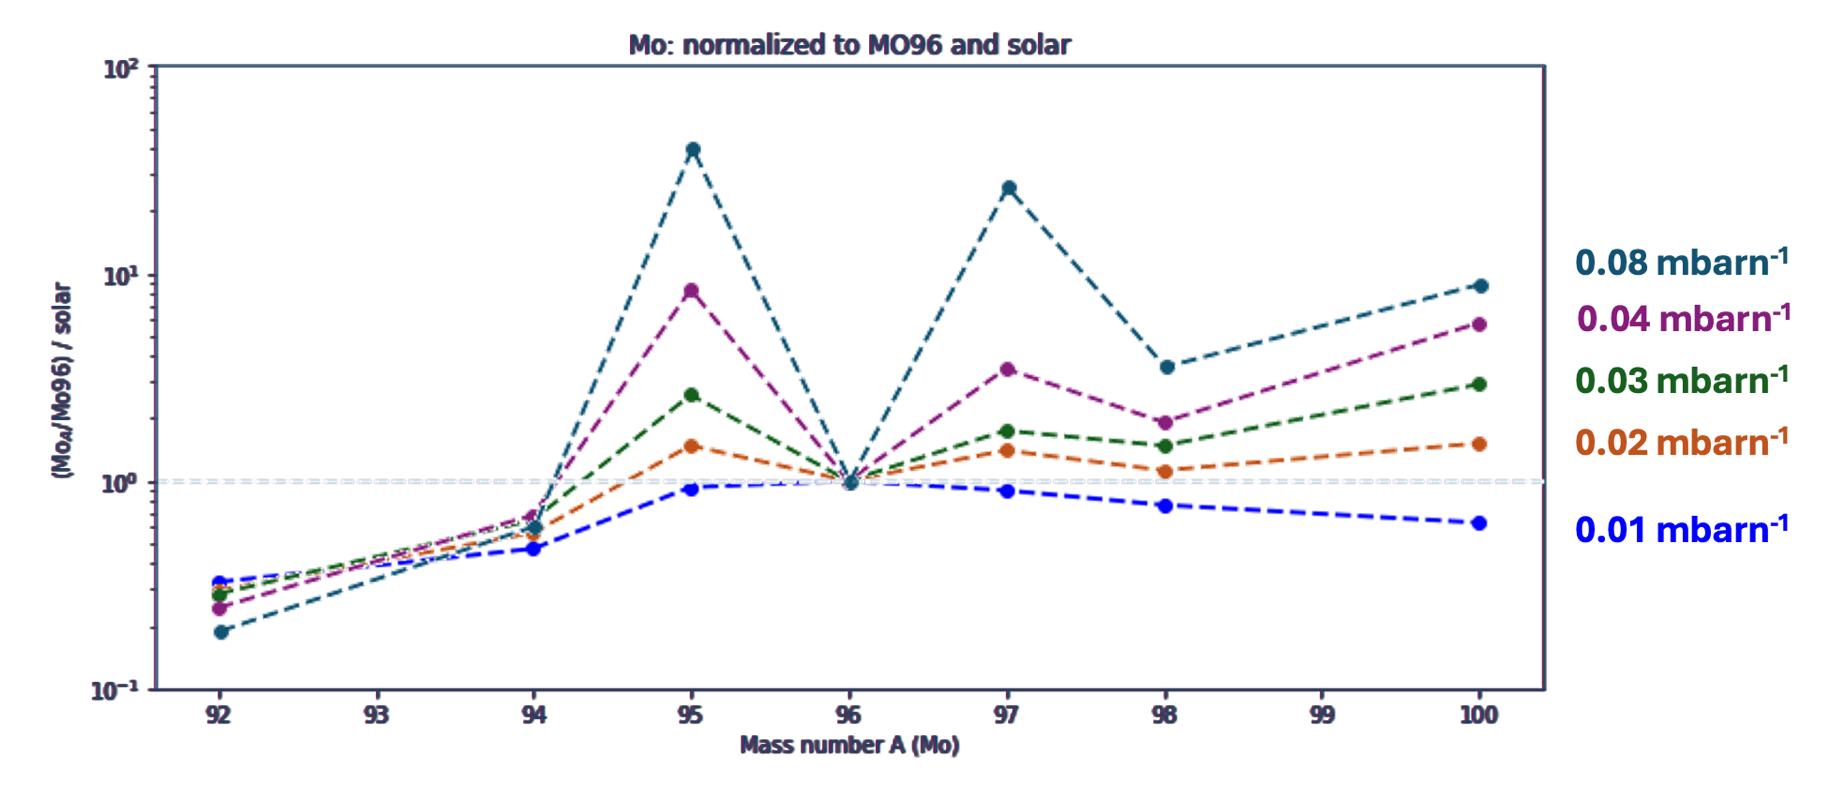 Mo: normalized to MO96 and solar
10²
10¹
10⁰
10⁻¹
(Mo_A/Mo96) / solar
92 93 94 95 96 97 98 99 100
Mass number A (Mo)
0.08 mbarn⁻¹
0.04 mbarn⁻¹
0.03 mbarn⁻¹
0.02 mbarn⁻¹
0.01 mbarn⁻¹